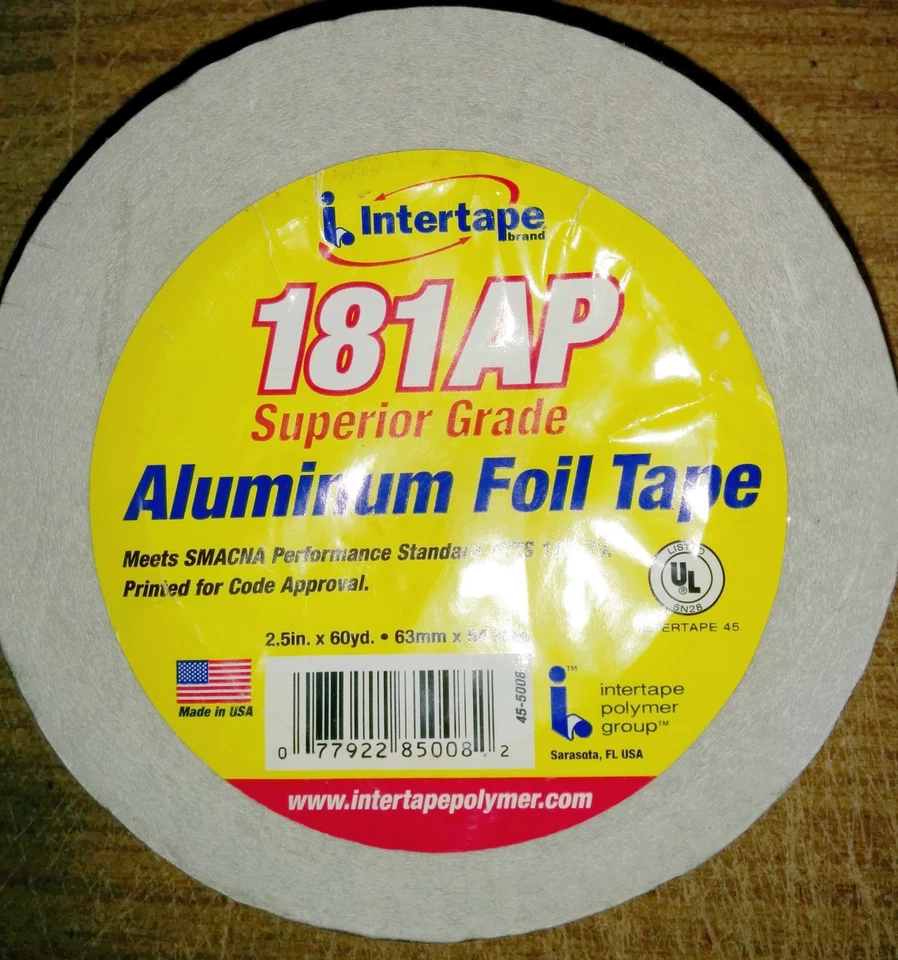 Intertape
brand
181AP
Superior Grade
Aluminum Foil Tape
Meets SMACNA Performance
Printed for Code Approval.
LISTED
UL
®
6N28
45
2.5in. x 60yd. • 63mm x
Made in USA
45-5008
0 77922 85008 2
intertape
polymer
group™
Sarasota, FL USA
www.intertapepolymer.com